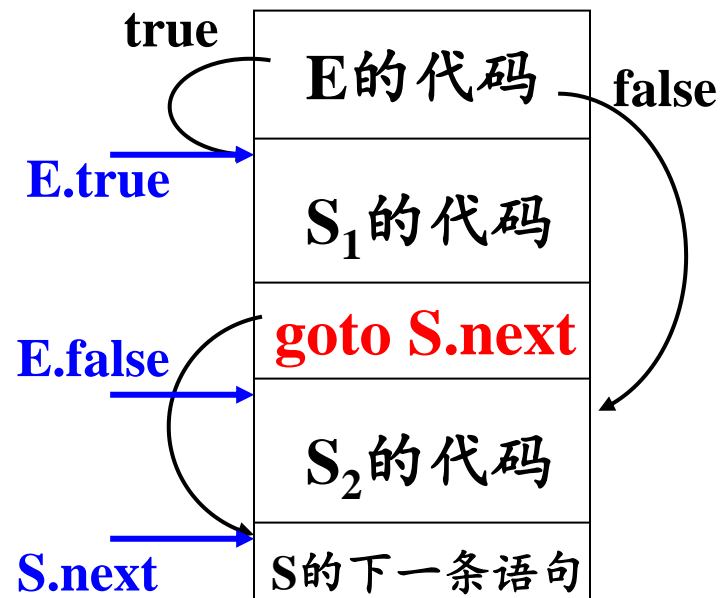 true
E的代码
false
E.true
S₁的代码
goto S.next
E.false
S₂的代码
S.next
S的下一条语句